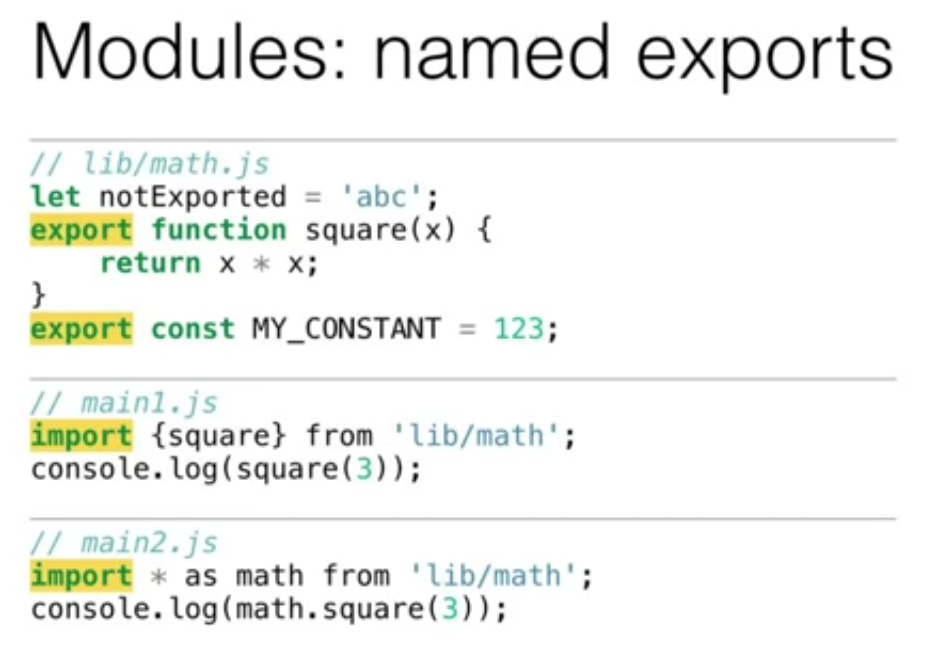 Modules: named exports
// lib/math.js
let notExported = 'abc';
export function square(x) {
    return x * x;
}
export const MY_CONSTANT = 123;
// main1.js
import {square} from 'lib/math';
console.log(square(3));
// main2.js
import * as math from 'lib/math';
console.log(math.square(3));